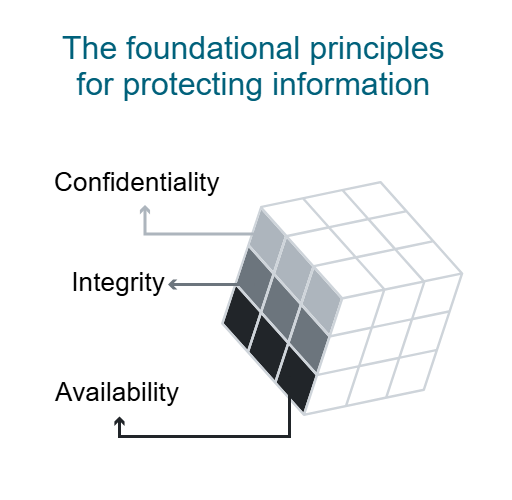 The foundational principles
for protecting information
Confidentiality
Integrity
Availability